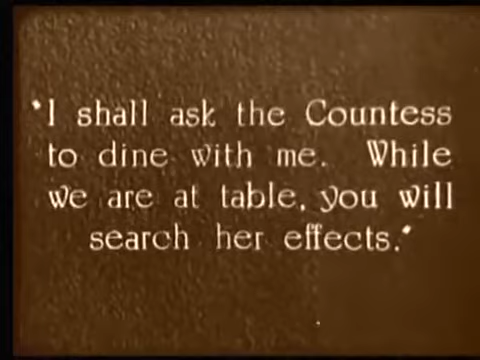 "I shall ask the Countess
to dine with me. While
we are at table, you will
search her effects."